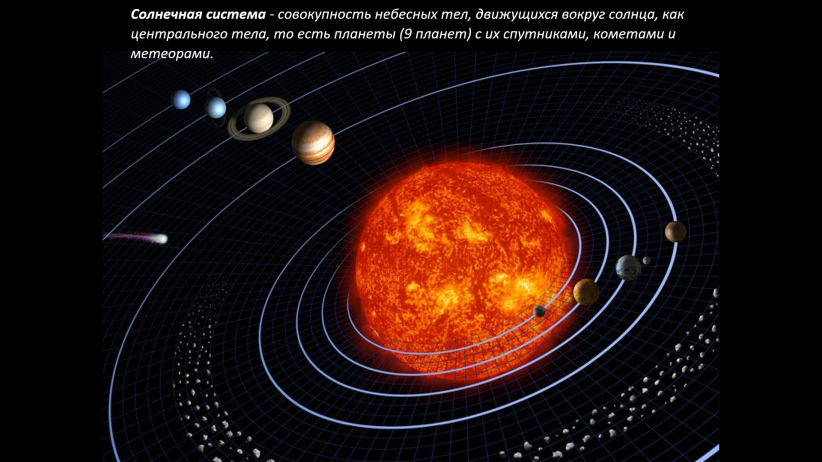 Солнечная система - совокупность небесных тел, движущихся вокруг солнца, как
центрального тела, то есть планеты (9 планет) с их спутниками, кометами и
метеорами.